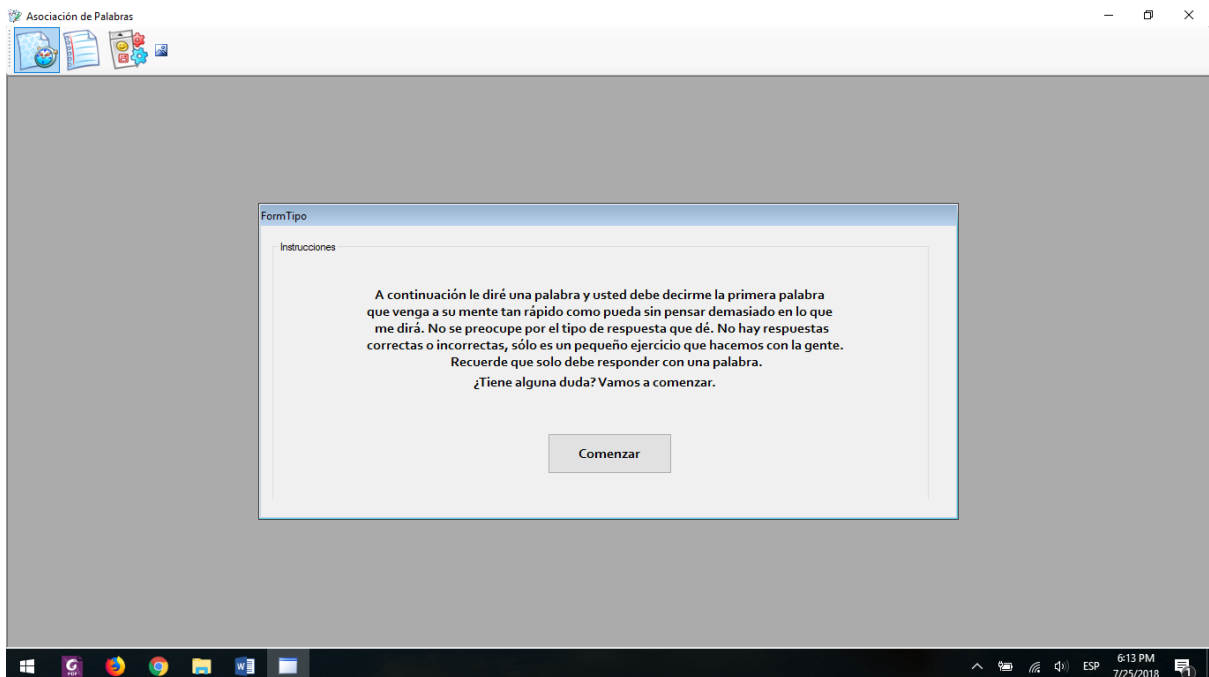 Asociación de Palabras
FormTipo
Instrucciones
A continuación le diré una palabra y usted debe decirme la primera palabra
que venga a su mente tan rápido como pueda sin pensar demasiado en lo que
me dirá. No se preocupe por el tipo de respuesta que dé. No hay respuestas
correctas o incorrectas, sólo es un pequeño ejercicio que hacemos con la gente.
Recuerde que solo debe responder con una palabra.
¿Tiene alguna duda? Vamos a comenzar.
Comenzar
G
PDF
W
ESP
6:13 PM
7/25/2018
1